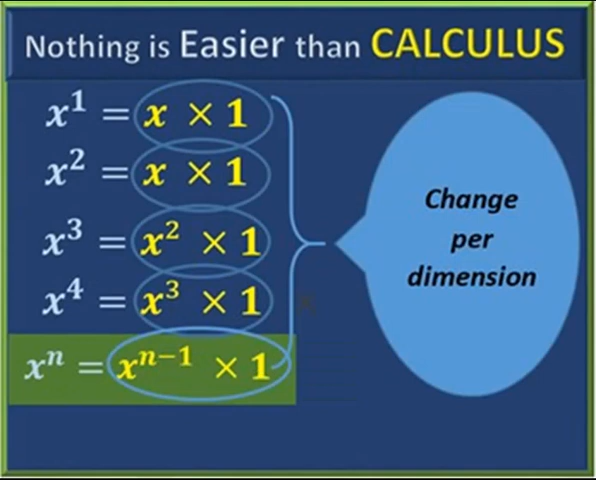 Nothing is Easier than CALCULUS
x¹ = x × 1
x² = x × 1
x³ = x² × 1
x⁴ = x³ × 1
xⁿ = xⁿ⁻¹ × 1
Change
per
dimension